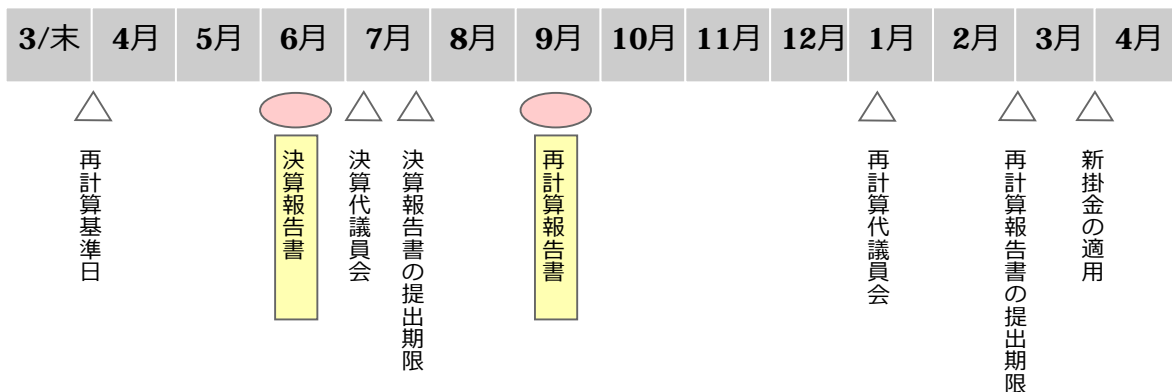 3/末 4月 5月 6月 7月 8月 9月 10月 11月 12月 1月 2月 3月 4月
再計算基準日
決算報告書
決算代議員会
決算報告書の提出期限
再計算報告書
再計算代議員会
再計算報告書の提出期限
新掛金の適用